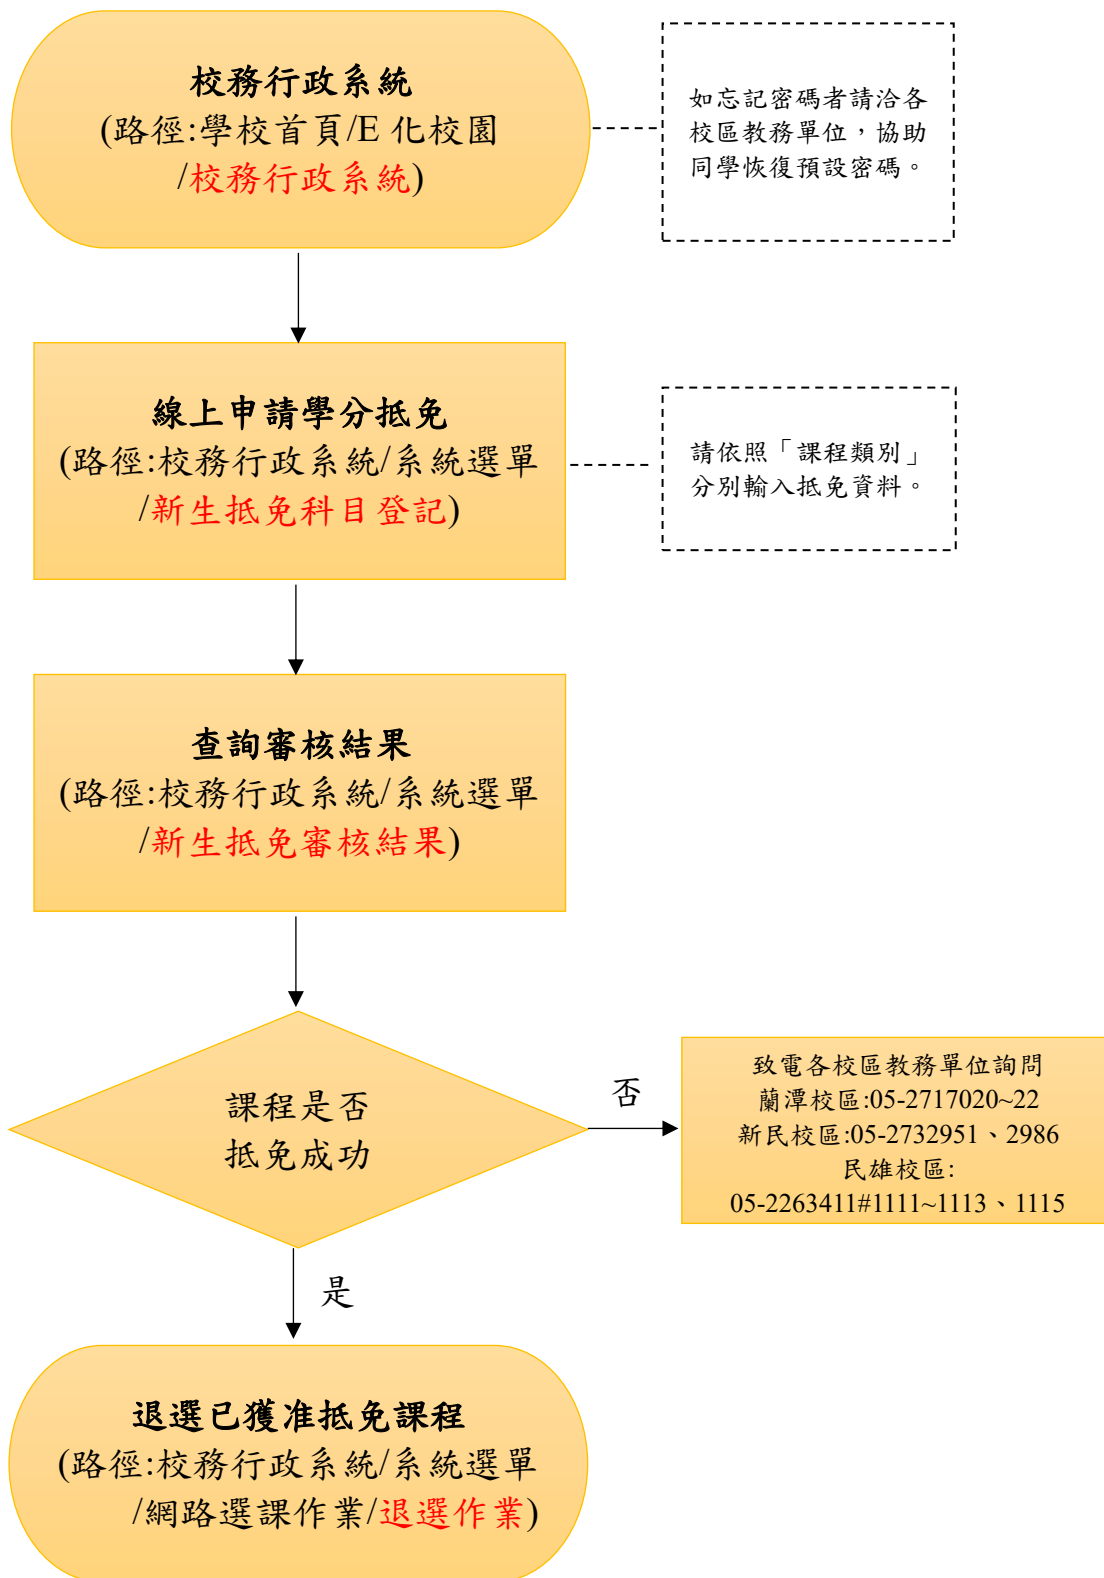 校務行政系統
(路徑:學校首頁/E 化校園
/校務行政系統)
如忘記密碼者請洽各
校區教務單位，協助
同學恢復預設密碼。
線上申請學分抵免
(路徑:校務行政系統/系統選單
/新生抵免科目登記)
請依照「課程類別」
分別輸入抵免資料。
查詢審核結果
(路徑:校務行政系統/系統選單
/新生抵免審核結果)
課程是否
抵免成功
否
致電各校區教務單位詢問
蘭潭校區:05-2717020~22
新民校區:05-2732951、2986
民雄校區:
05-2263411#1111~1113、1115
是
退選已獲准抵免課程
(路徑:校務行政系統/系統選單
/網路選課作業/退選作業)